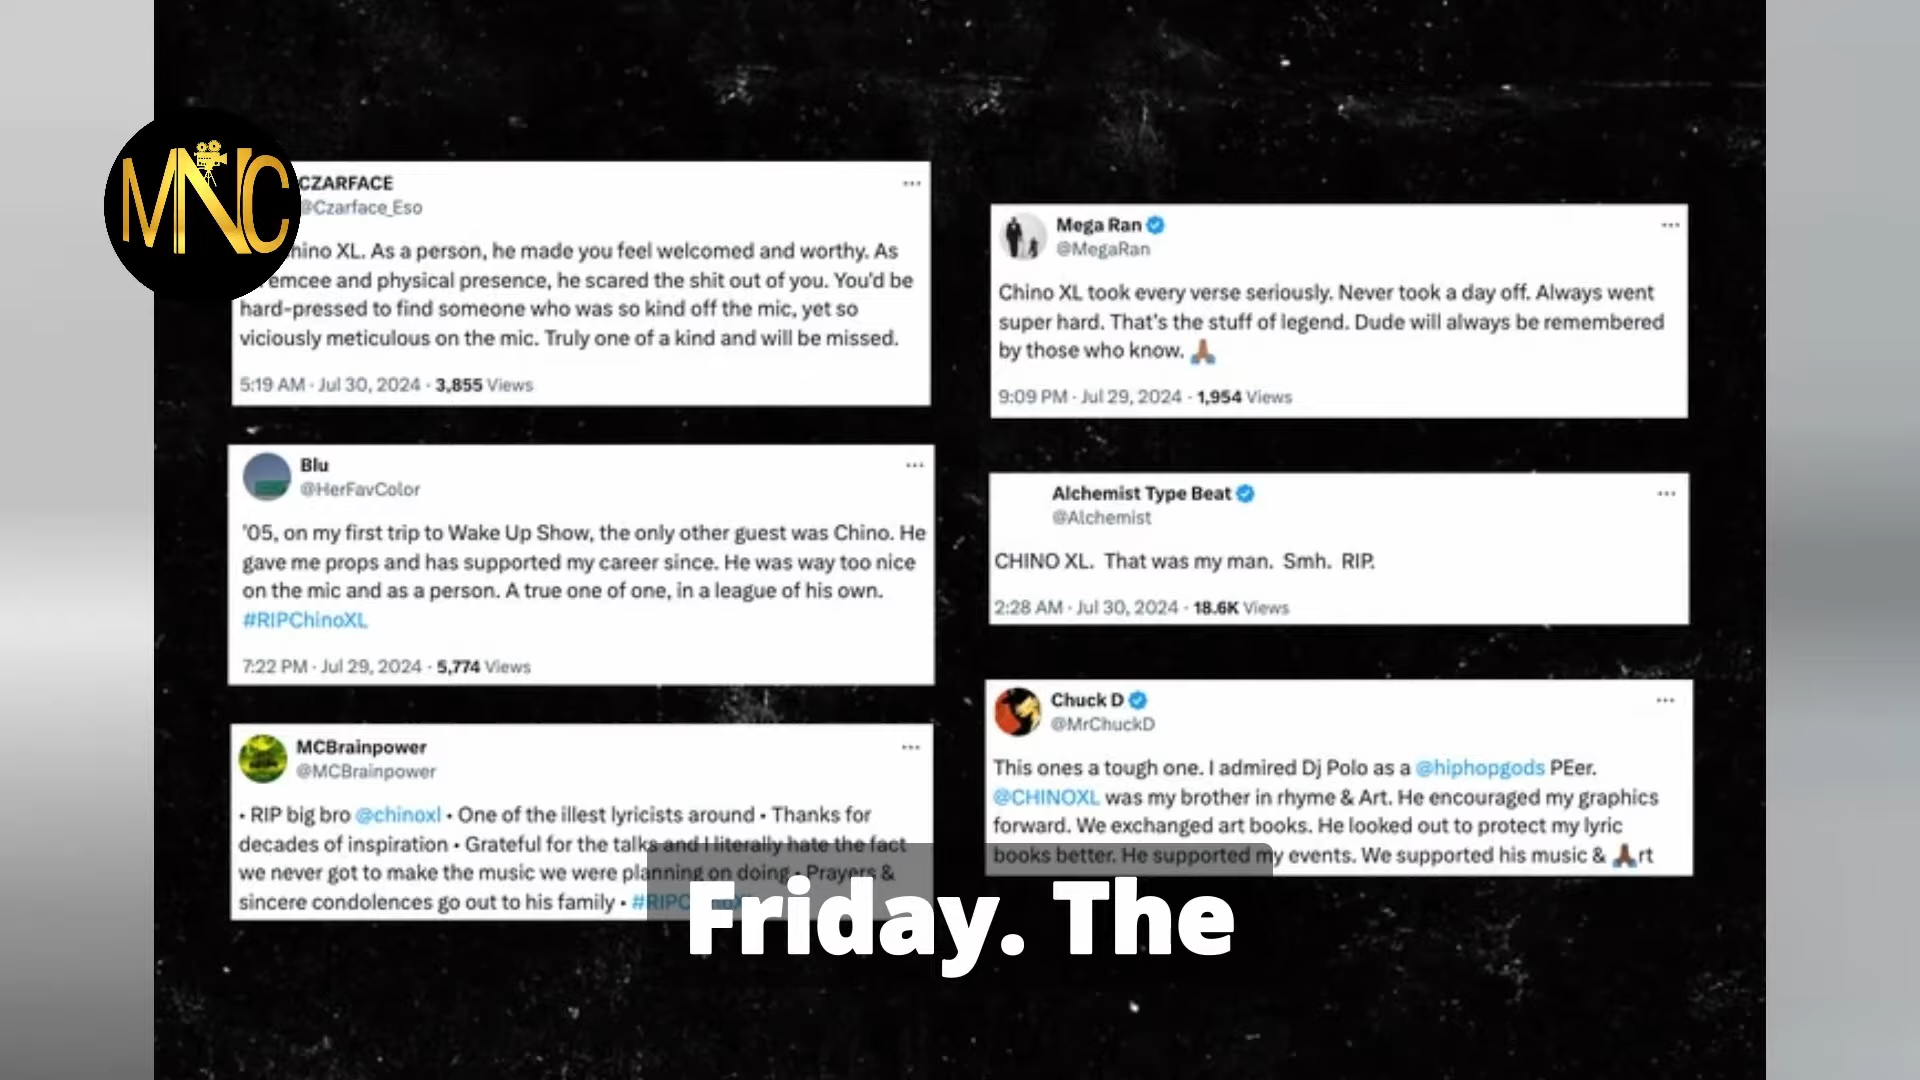 MNC
CZARFACE
@Czarface_Eso
hino XL. As a person, he made you feel welcomed and worthy. As
emcee and physical presence, he scared the shit out of you. You'd be
hard-pressed to find someone who was so kind off the mic, yet so
viciously meticulous on the mic. Truly one of a kind and will be missed.
5:19 AM · Jul 30, 2024 · 3,855 Views
Blu
@HerFavColor
'05, on my first trip to Wake Up Show, the only other guest was Chino. He
gave me props and has supported my career since. He was way too nice
on the mic and as a person. A true one of one, in a league of his own.
#RIPChinoXL
7:22 PM · Jul 29, 2024 · 5,774 Views
MCBrainpower
@MCBrainpower
• RIP big bro @chinoxl • One of the illest lyricists around • Thanks for
decades of inspiration • Grateful for the talks and I literally hate the fact
we never got to make the music we were planning on doing • Prayers &
sincere condolences go out to his family • #RIPC
Mega Ran
@MegaRan
Chino XL took every verse seriously. Never took a day off. Always went
super hard. That's the stuff of legend. Dude will always be remembered
by those who know. 🙏🏾
9:09 PM · Jul 29, 2024 · 1,954 Views
Alchemist Type Beat
@Alchemist
CHINO XL. That was my man. Smh. RIP.
2:28 AM · Jul 30, 2024 · 18.6K Views
Chuck D
@MrChuckD
This ones a tough one. I admired Dj Polo as a @hiphopgods PEer.
@CHINOXL was my brother in rhyme & Art. He encouraged my graphics
forward. We exchanged art books. He looked out to protect my lyric
books better. He supported my events. We supported his music & 🙏🏾rt
Friday. The